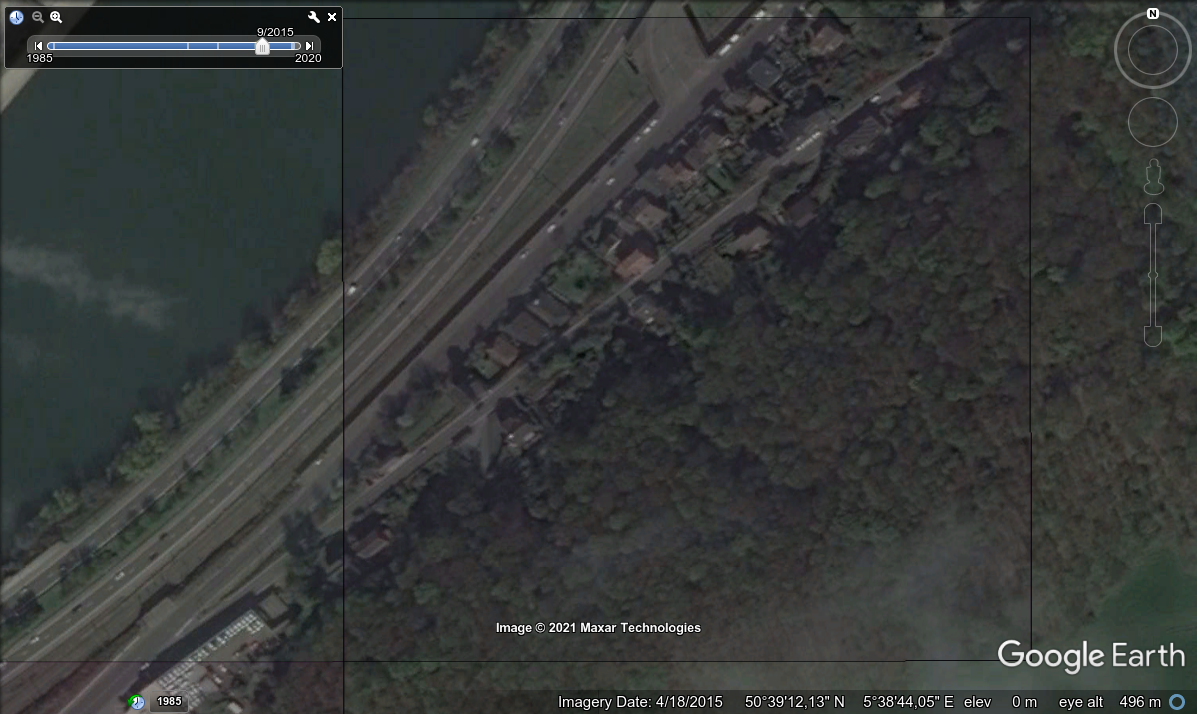 9/2015
1985
2020
N
Image © 2021 Maxar Technologies
Google Earth
1985
Imagery Date: 4/18/2015 50°39'12,13" N 5°38'44,05" E elev 0 m eye alt 496 m